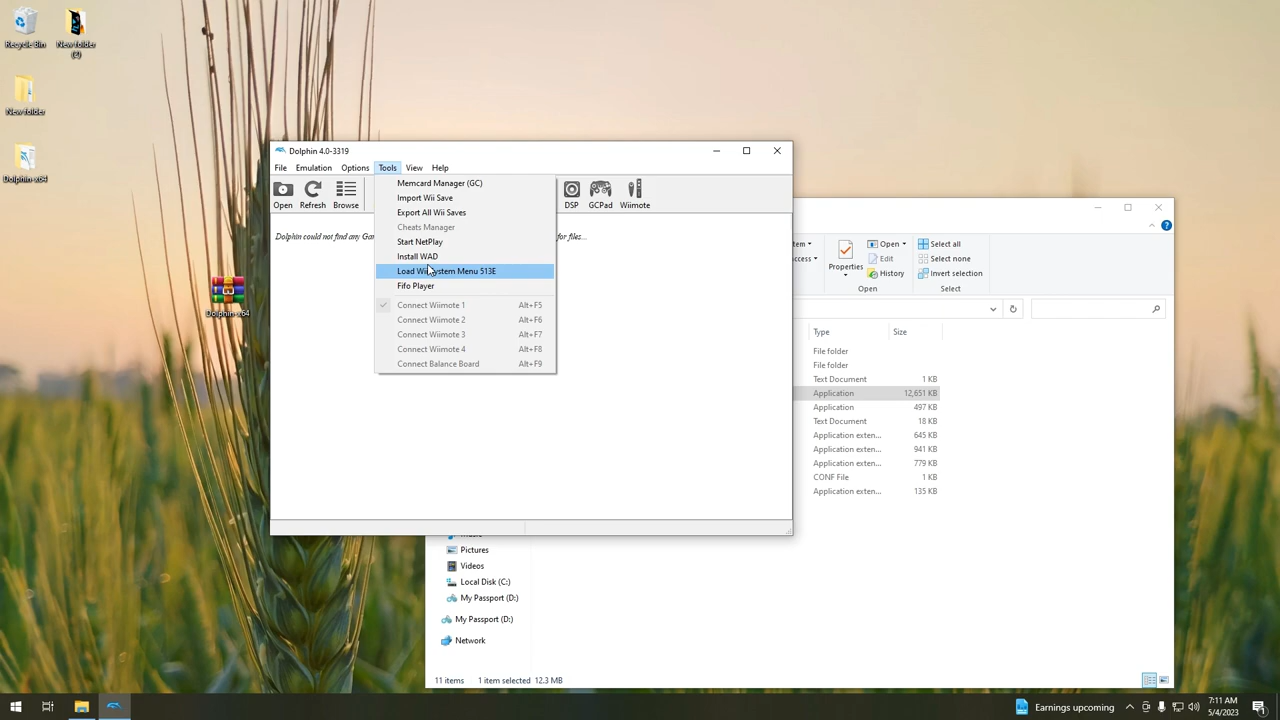 Recycle Bin
New folder
(3)
New folder
Dolphin-x64
Dolphin-x64
Dolphin 4.0-3319
File Emulation Options Tools View Help
Open Refresh Browse
DSP GCPad Wiimote
Dolphin could not find any Ga
for files...
Memcard Manager (GC)
Import Wii Save
Export All Wii Saves
Cheats Manager
Start NetPlay
Install WAD
Load Wii System Menu 513E
Fifo Player
Connect Wiimote 1 Alt+F5
Connect Wiimote 2 Alt+F6
Connect Wiimote 3 Alt+F7
Connect Wiimote 4 Alt+F8
Connect Balance Board Alt+F9
tem
ccess
Properties
Open
Edit
History
Open
Select all
Select none
Invert selection
Select
Type Size
File folder
File folder
Text Document 1 KB
Application 12,651 KB
Application 497 KB
Text Document 18 KB
Application exten... 645 KB
Application exten... 941 KB
Application exten... 779 KB
CONF File 1 KB
Application exten... 135 KB
Pictures
Videos
Local Disk (C:)
My Passport (D:)
My Passport (D:)
Network
11 items 1 item selected 12.3 MB
Earnings upcoming
7:11 AM
5/4/2023
1